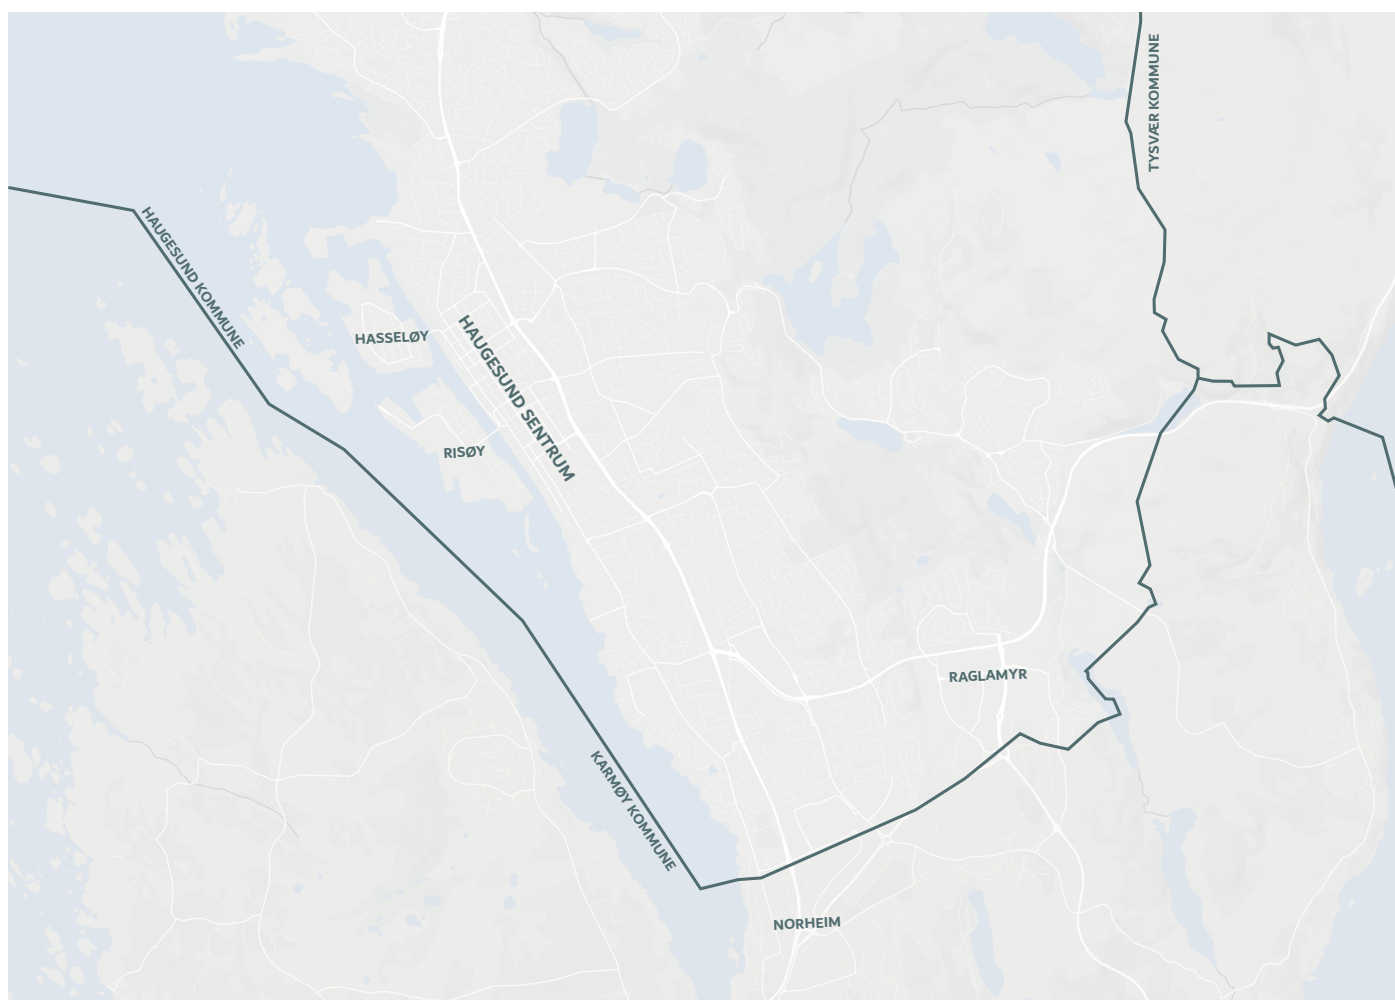 TYSVÆR KOMMUNE
HAUGESUND KOMMUNE
HASSELØY
HAUGESUND SENTRUM
RISØY
RAGLAMYR
KARMØY KOMMUNE
NORHEIM